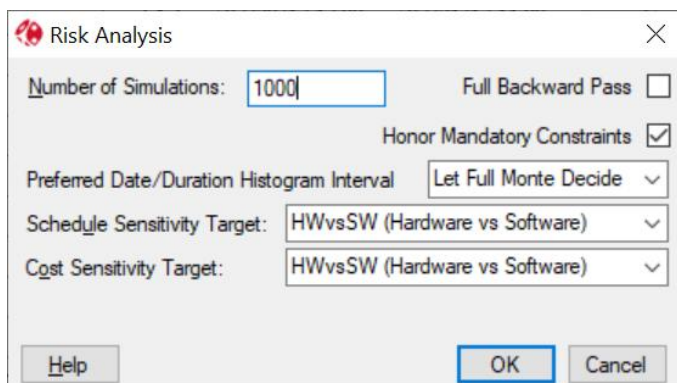 Risk Analysis
Number of Simulations: 1000 Full Backward Pass
Honor Mandatory Constraints
Preferred Date/Duration Histogram Interval Let Full Monte Decide
Schedule Sensitivity Target: HWvsSW (Hardware vs Software)
Cost Sensitivity Target: HWvsSW (Hardware vs Software)
Help OK Cancel